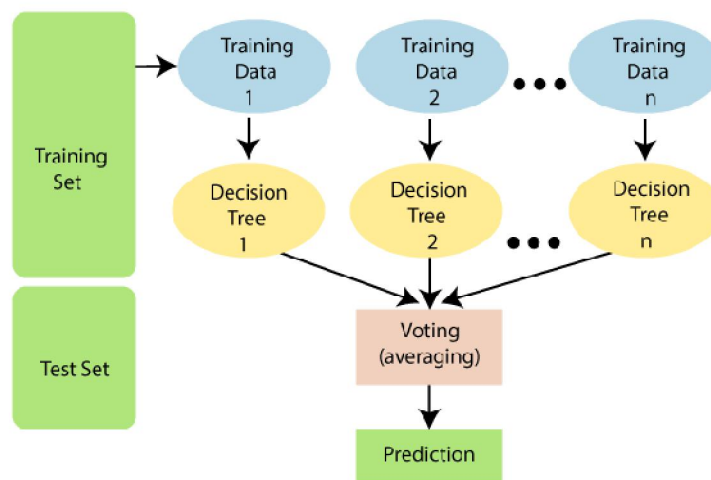 Training
Set
Training
Data
1
Training
Data
2
Training
Data
n
Decision
Tree
1
Decision
Tree
2
Decision
Tree
n
Test Set
Voting
(averaging)
Prediction